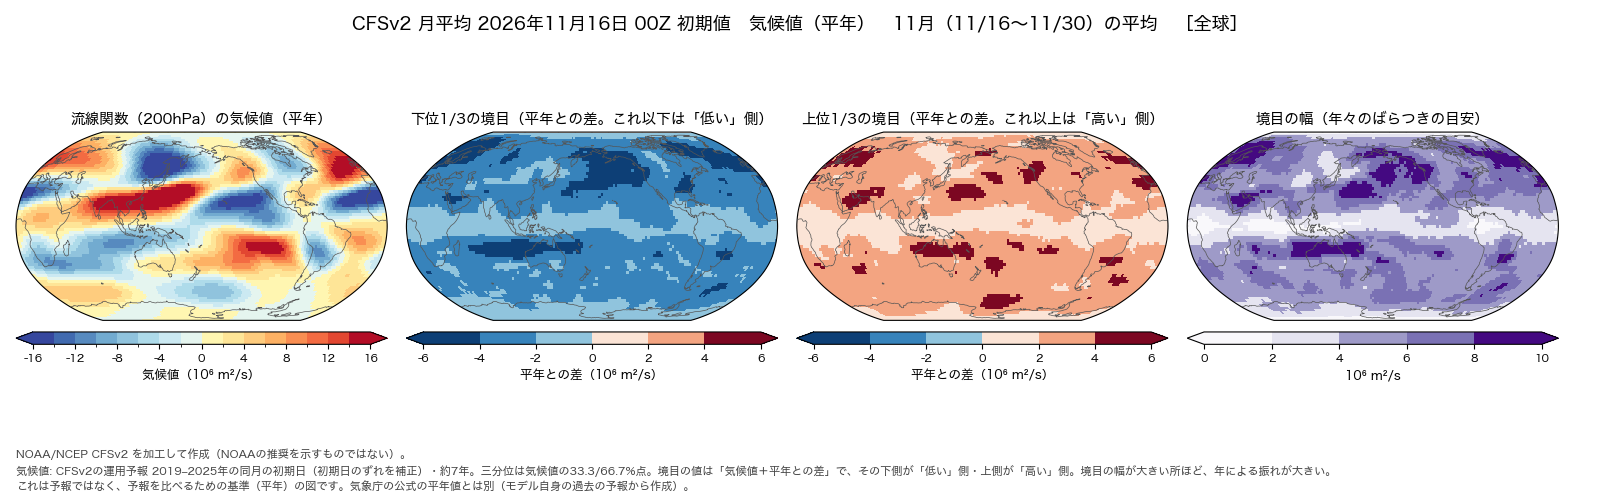 CFSv2 月平均 2026年11月16日 00Z 初期値　気候値（平年）　11月（11/16～11/30）の平均　［全球］
流線関数（200hPa）の気候値（平年）
下位1/3の境目（平年との差。これ以下は「低い」側）
上位1/3の境目（平年との差。これ以上は「高い」側）
境目の幅（年々のばらつきの目安）
-16 -12 -8 -4 0 4 8 12 16
-6 -4 -2 0 2 4 6
-6 -4 -2 0 2 4 6
0 2 4 6 8 10
気候値（10⁶ m²/s）
平年との差（10⁶ m²/s）
平年との差（10⁶ m²/s）
10⁶ m²/s
NOAA/NCEP CFSv2 を加工して作成（NOAAの推奨を示すものではない）。
気候値: CFSv2の運用予報 2019–2025年の同月の初期日（初期日のずれを補正）・約7年。三分位は気候値の33.3/66.7%点。境目の値は「気候値＋平年との差」で、その下側が「低い」側・上側が「高い」側。境目の幅が大きい所ほど、年による振れが大きい。
これは予報ではなく、予報を比べるための基準（平年）の図です。気象庁の公式の平年値とは別（モデル自身の過去の予報から作成）。